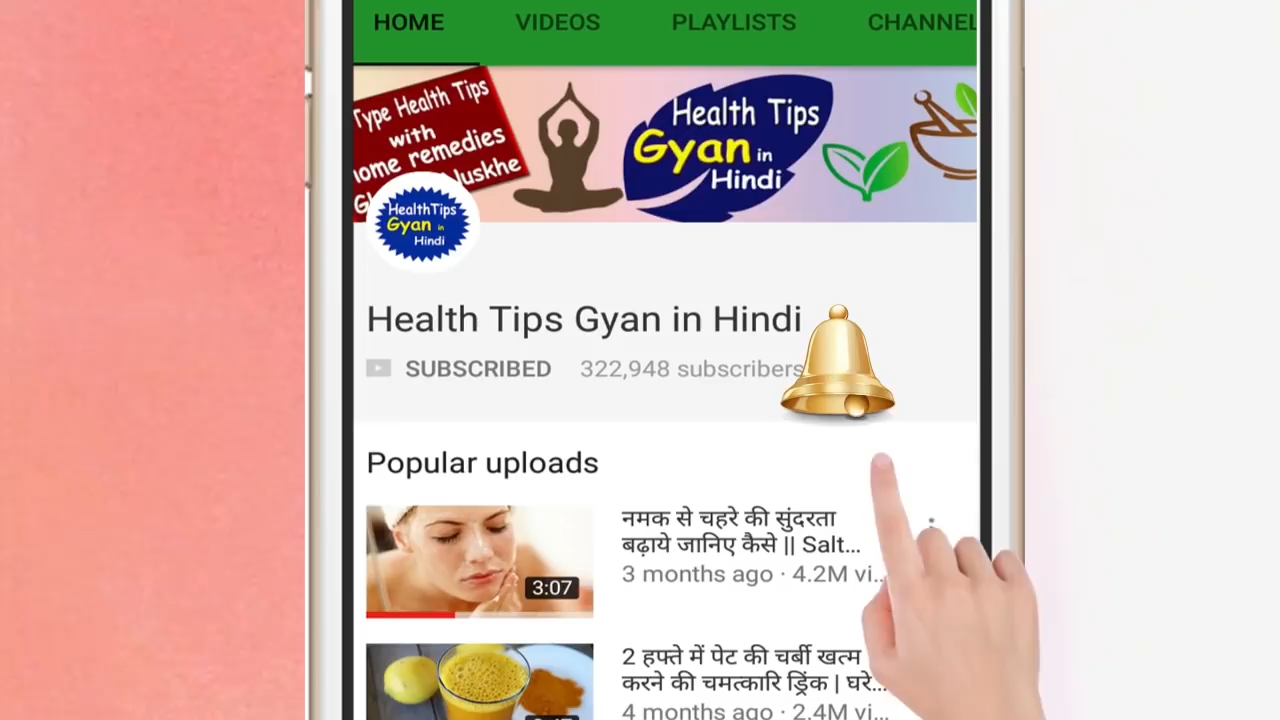 HOME VIDEOS PLAYLISTS CHANNEL
Type Health Tips
with
home remedies
Nuskhe
Health Tips
Gyan in
Hindi
HealthTips
Gyan in
Hindi
Health Tips Gyan in Hindi
SUBSCRIBED 322,948 subscribers
Popular uploads
नमक से चहरे की सुंदरता
बढ़ाये जानिए कैसे || Salt...
3 months ago · 4.2M vi...
3:07
2 हफ्ते में पेट की चर्बी खत्म
करने की चमत्कारि ड्रिंक | घरे...
4 months ago · 2.4M vi...